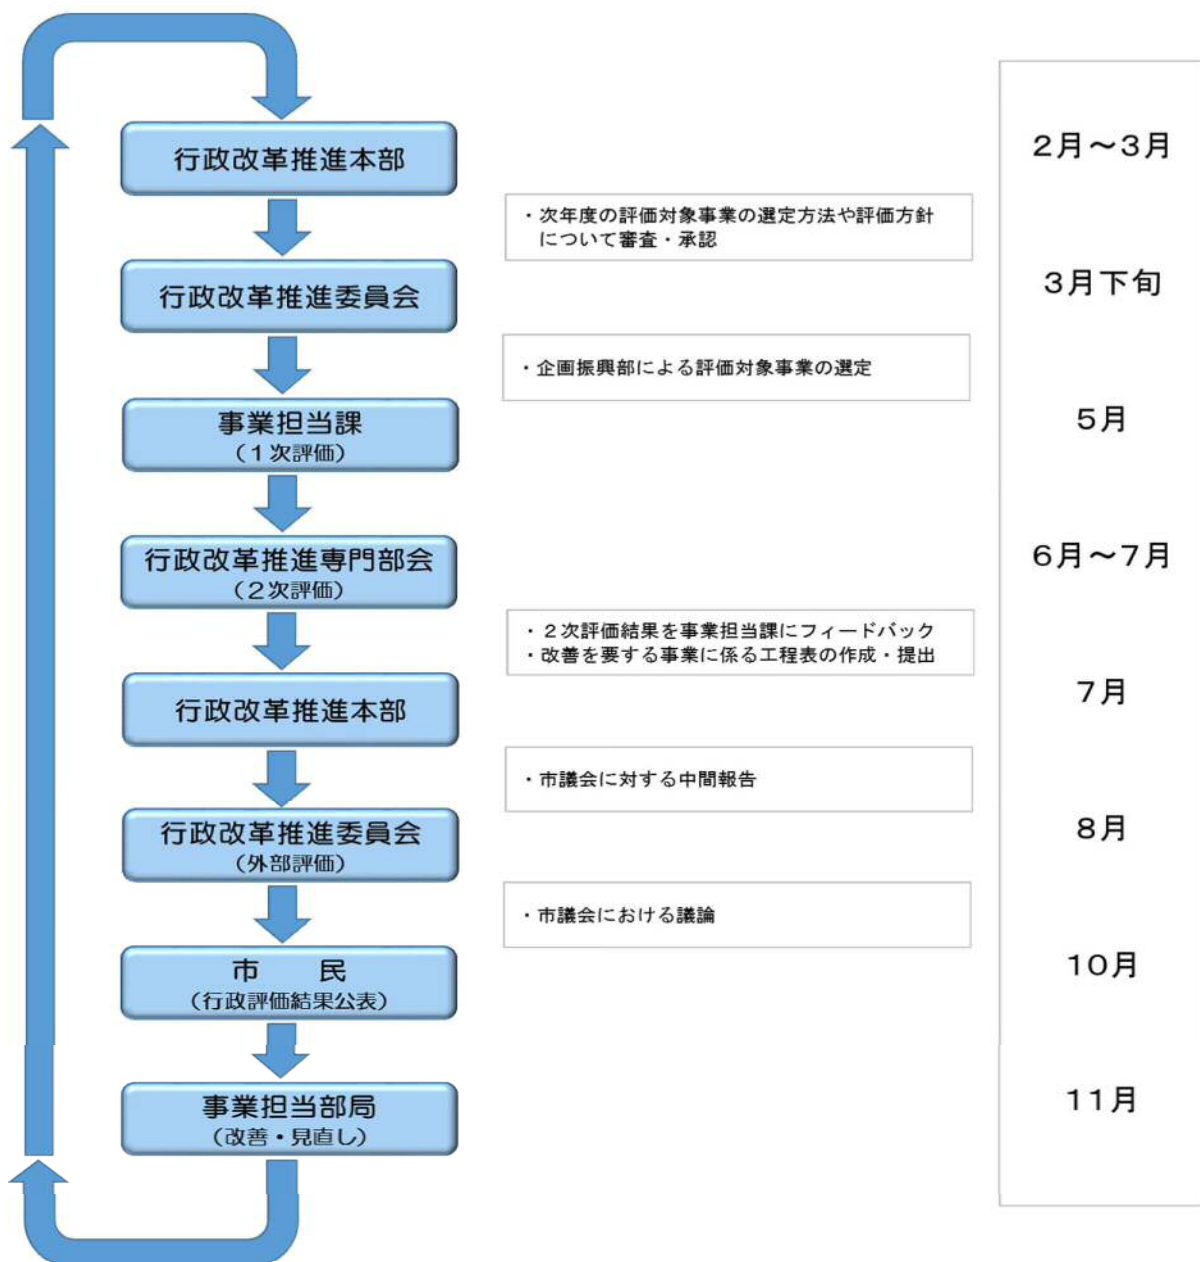 行政改革推進本部
2月～3月
・次年度の評価対象事業の選定方法や評価方針
について審査・承認
行政改革推進委員会
3月下旬
・企画振興部による評価対象事業の選定
事業担当課
（1次評価）
5月
行政改革推進専門部会
（2次評価）
6月～7月
・２次評価結果を事業担当課にフィードバック
・改善を要する事業に係る工程表の作成・提出
行政改革推進本部
7月
・市議会に対する中間報告
行政改革推進委員会
（外部評価）
8月
・市議会における議論
市　　民
（行政評価結果公表）
10月
事業担当部局
（改善・見直し）
11月